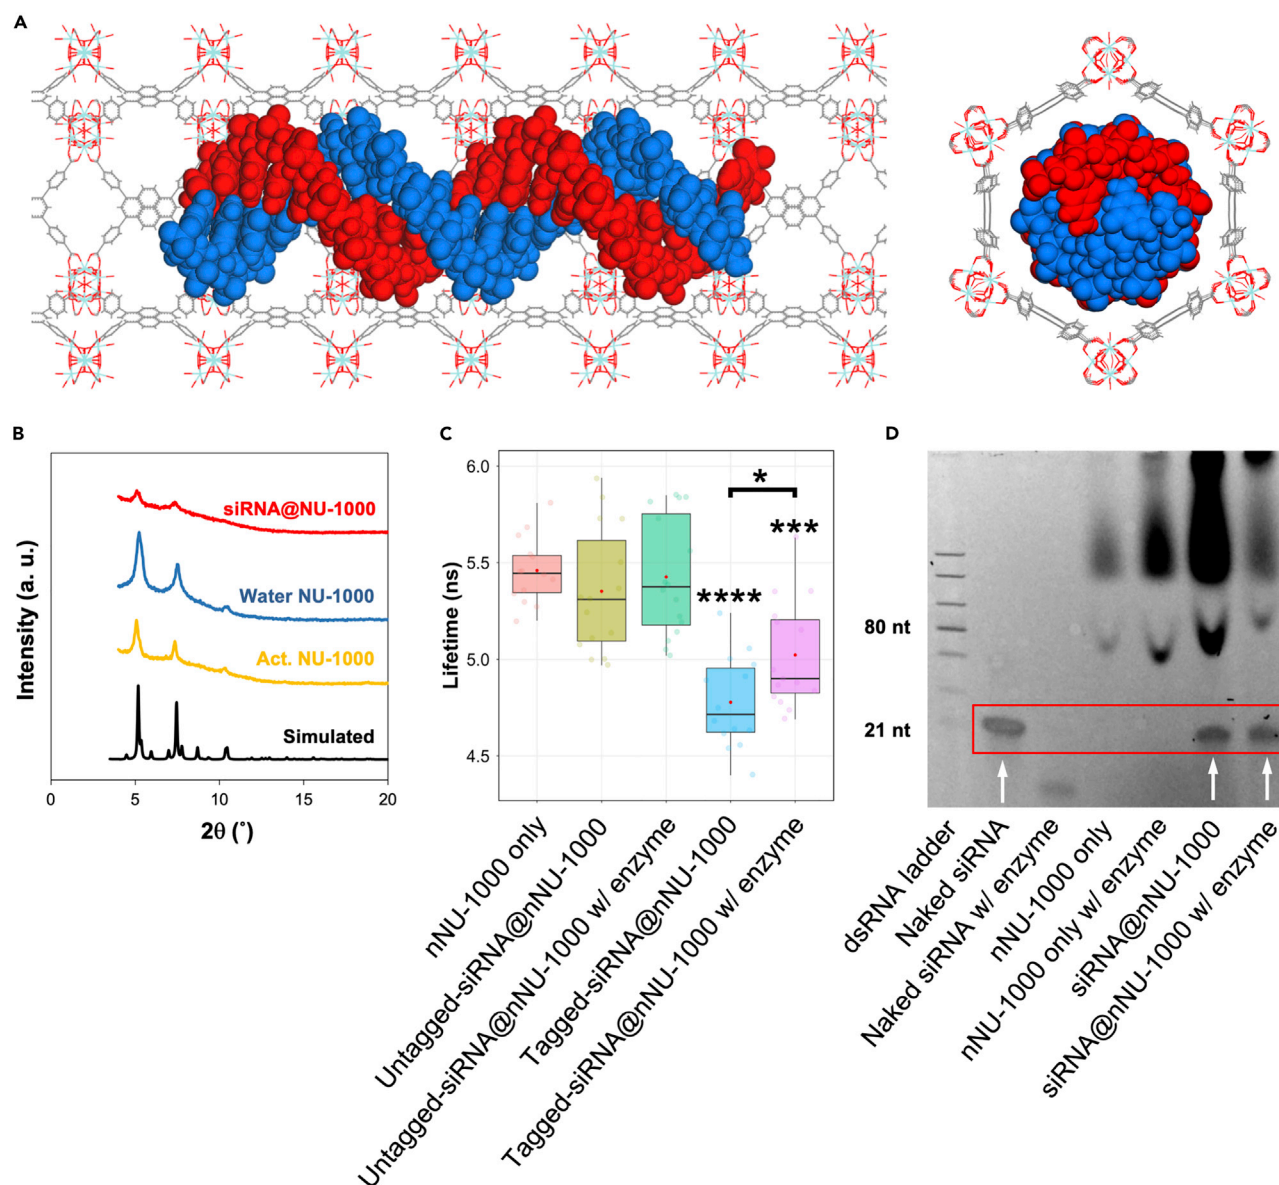 A
B
siRNA@NU-1000
Water NU-1000
Act. NU-1000
Simulated
Intensity (a. u.)
0
5
10
15
20
2θ (°)
C
6.0
5.5
5.0
4.5
Lifetime (ns)
*
***
****
nNU-1000 only
Untagged-siRNA@nNU-1000
Untagged-siRNA@nNU-1000 w/ enzyme
Tagged-siRNA@nNU-1000
Tagged-siRNA@nNU-1000 w/ enzyme
D
80 nt
21 nt
dsRNA ladder
Naked siRNA
Naked siRNA w/ enzyme
nNU-1000 only
nNU-1000 only w/ enzyme
siRNA@nNU-1000
siRNA@nNU-1000 w/ enzyme